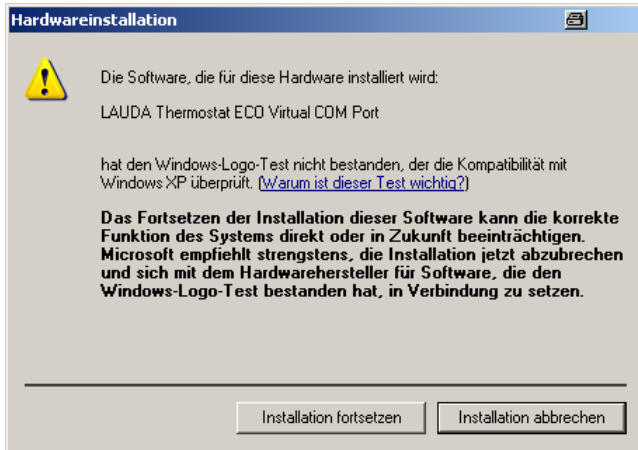 Hardwareinstallation
Die Software, die für diese Hardware installiert wird:
LAUDA Thermostat ECO Virtual COM Port
hat den Windows-Logo-Test nicht bestanden, der die Kompatibilität mit
Windows XP überprüft. (Warum ist dieser Test wichtig?)
Das Fortsetzen der Installation dieser Software kann die korrekte
Funktion des Systems direkt oder in Zukunft beeinträchtigen.
Microsoft empfiehlt strengstens, die Installation jetzt abzubrechen
und sich mit dem Hardwarehersteller für Software, die den
Windows-Logo-Test bestanden hat, in Verbindung zu setzen.
Installation fortsetzen
Installation abbrechen